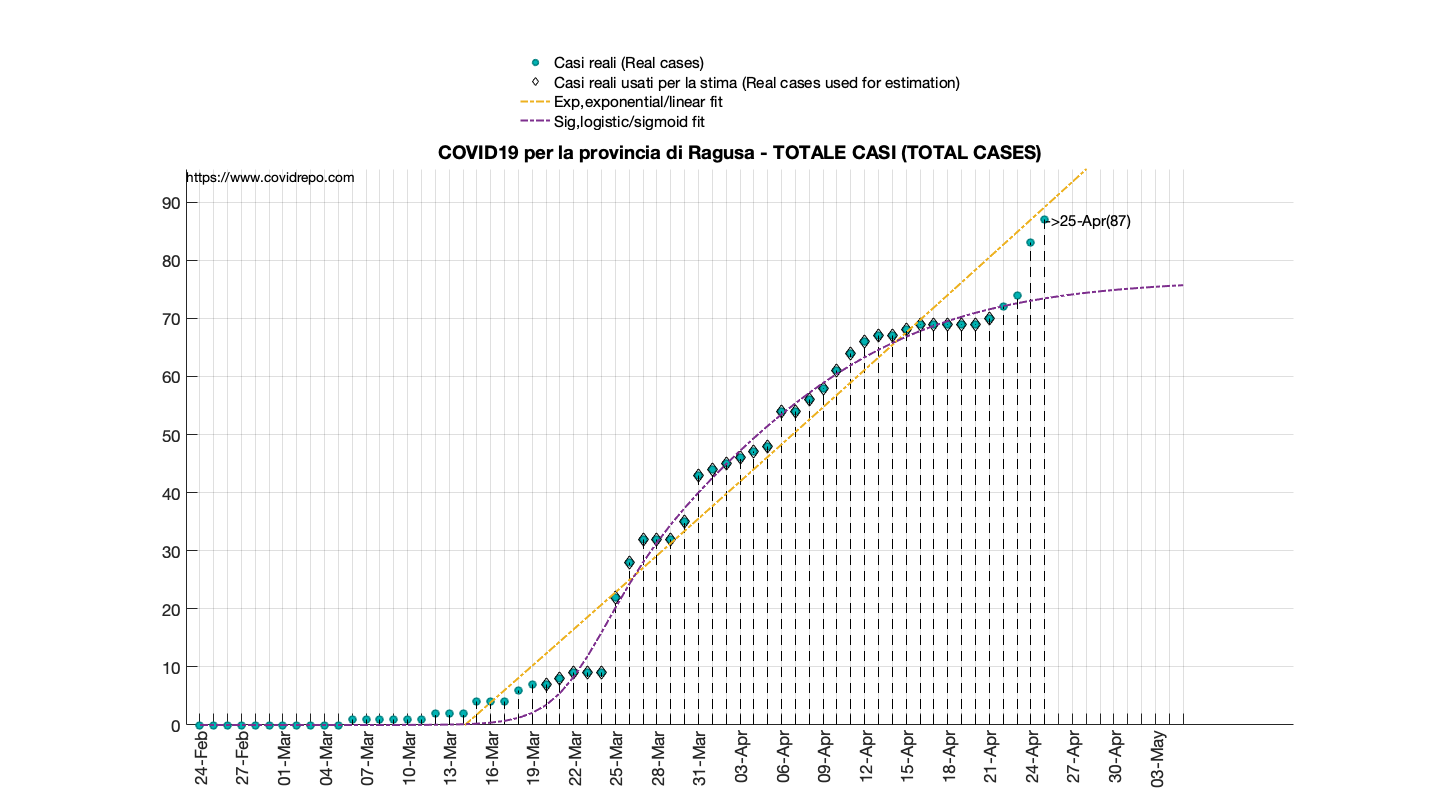 Casi reali (Real cases)
Casi reali usati per la stima (Real cases used for estimation)
Exp,exponential/linear fit
Sig,logistic/sigmoid fit
COVID19 per la provincia di Ragusa - TOTALE CASI (TOTAL CASES)
https://www.covidrepo.com
90
>25-Apr(87)
80
70
60
50
40
30
20
10
0
24-Feb
27-Feb
01-Mar
04-Mar
07-Mar
10-Mar
13-Mar
16-Mar
19-Mar
22-Mar
25-Mar
28-Mar
31-Mar
03-Apr
06-Apr
09-Apr
12-Apr
15-Apr
18-Apr
21-Apr
24-Apr
27-Apr
30-Apr
03-May